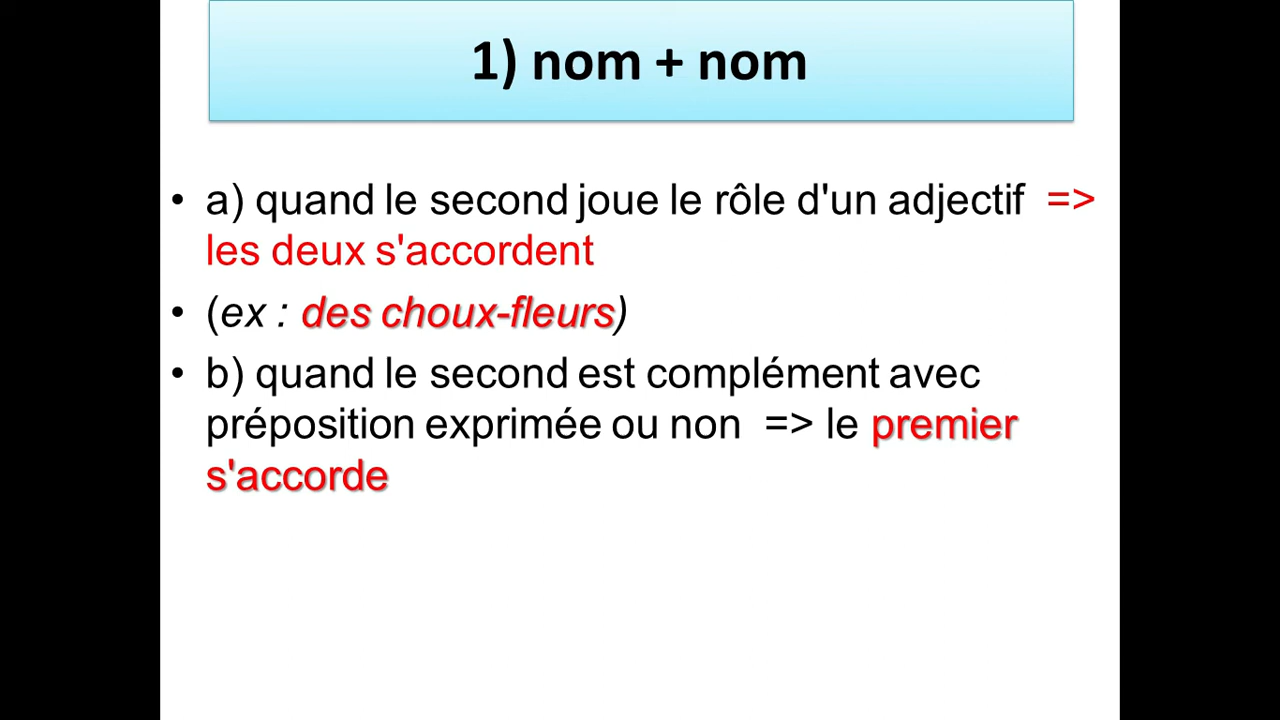 1) nom + nom
• a) quand le second joue le rôle d'un adjectif =>
les deux s'accordent
• (ex : des choux-fleurs)
• b) quand le second est complément avec
préposition exprimée ou non => le premier
s'accorde